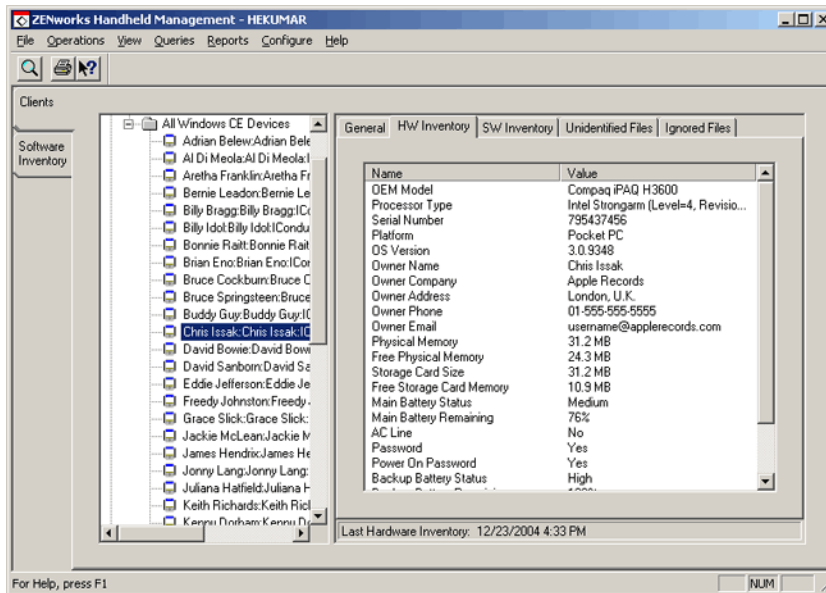 ZENworks Handheld Management - HEKUMAR
File Operations View Queries Reports Configure Help
Clients
Software
Inventory
All Windows CE Devices
Adrian Belew:Adrian Bele
Al Di Meola:Al Di Meola:I
Aretha Franklin:Aretha Fr
Bernie Leadon:Bernie Le
Billy Bragg:Billy Bragg:ICo
Billy Idol:Billy Idol:ICondu
Bonnie Raitt:Bonnie Rait
Brian Eno:Brian Eno:ICor
Bruce Cockburn:Bruce C
Bruce Springsteen:Bruce
Buddy Guy:Buddy Guy:IC
Chris Issak:Chris Issak:IC
David Bowie:David Bowi
David Sanborn:David Sa
Eddie Jefferson:Eddie Je
Freedy Johnston:Freedy
Grace Slick:Grace Slick:
Jackie McLean:Jackie M
James Hendrix:James He
Jonny Lang:Jonny Lang:
Juliana Hatfield:Juliana H
Keith Richards:Keith Rich
Kenny Dorham:Kenny Do
General HW Inventory SW Inventory Unidentified Files Ignored Files
Name Value
OEM Model Compaq iPAQ H3600
Processor Type Intel Strongarm (Level=4, Revisio...
Serial Number 795437456
Platform Pocket PC
OS Version 3.0.9348
Owner Name Chris Issak
Owner Company Apple Records
Owner Address London, U.K.
Owner Phone 01-555-555-5555
Owner Email username@applerecords.com
Physical Memory 31.2 MB
Free Physical Memory 24.3 MB
Storage Card Size 31.2 MB
Free Storage Card Memory 10.9 MB
Main Battery Status Medium
Main Battery Remaining 76%
AC Line No
Password Yes
Power On Password Yes
Backup Battery Status High
Last Hardware Inventory: 12/23/2004 4:33 PM
For Help, press F1
NUM